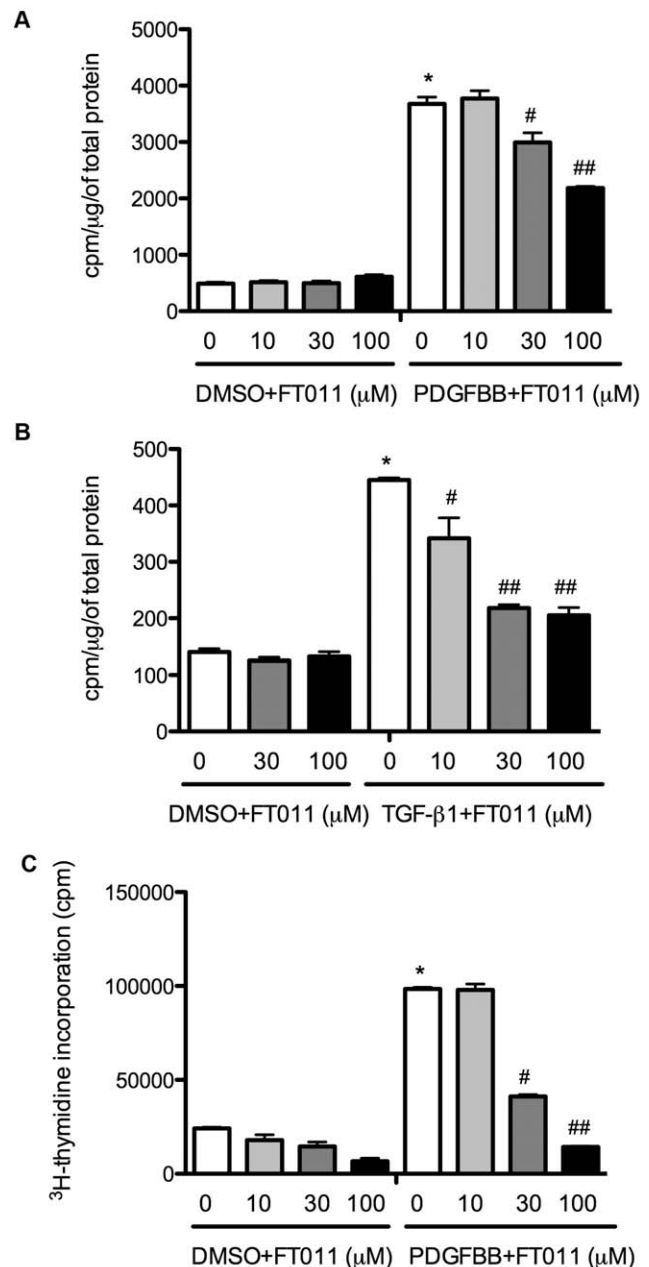 A
cpm/μg/of total protein
5000
4000
3000
2000
1000
0
*
#
##
0 10 30 100 0 10 30 100
DMSO+FT011 (μM) PDGFBB+FT011 (μM)
B
cpm/μg/of total protein
500
400
300
200
100
0
*
#
## ##
0 30 100 0 10 30 100
DMSO+FT011 (μM) TGF-β1+FT011 (μM)
C
³H-thymidine incorporation (cpm)
150000
100000
50000
0
*
#
##
0 10 30 100 0 10 30 100
DMSO+FT011 (μM) PDGFBB+FT011 (μM)